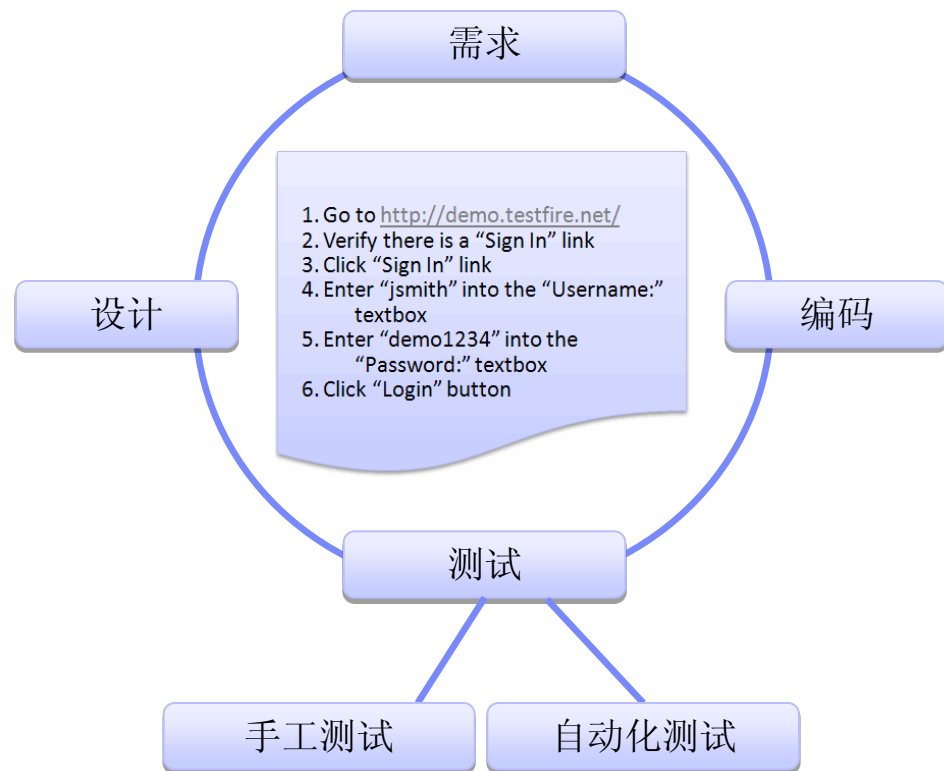 需求
1. Go to http://demo.testfire.net/
2. Verify there is a “Sign In” link
3. Click “Sign In” link
4. Enter “jsmith” into the “Username:”
textbox
5. Enter “demo1234” into the
“Password:” textbox
6. Click “Login” button
设计
编码
测试
手工测试
自动化测试